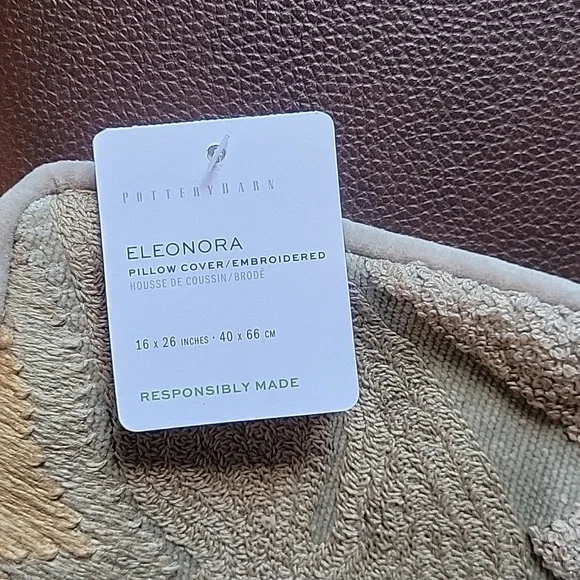 POTTERYBARN
ELEONORA
PILLOW COVER/EMBROIDERED
HOUSSE DE COUSSIN/BRODÉ
16 x 26 INCHES · 40 x 66 CM
RESPONSIBLY MADE